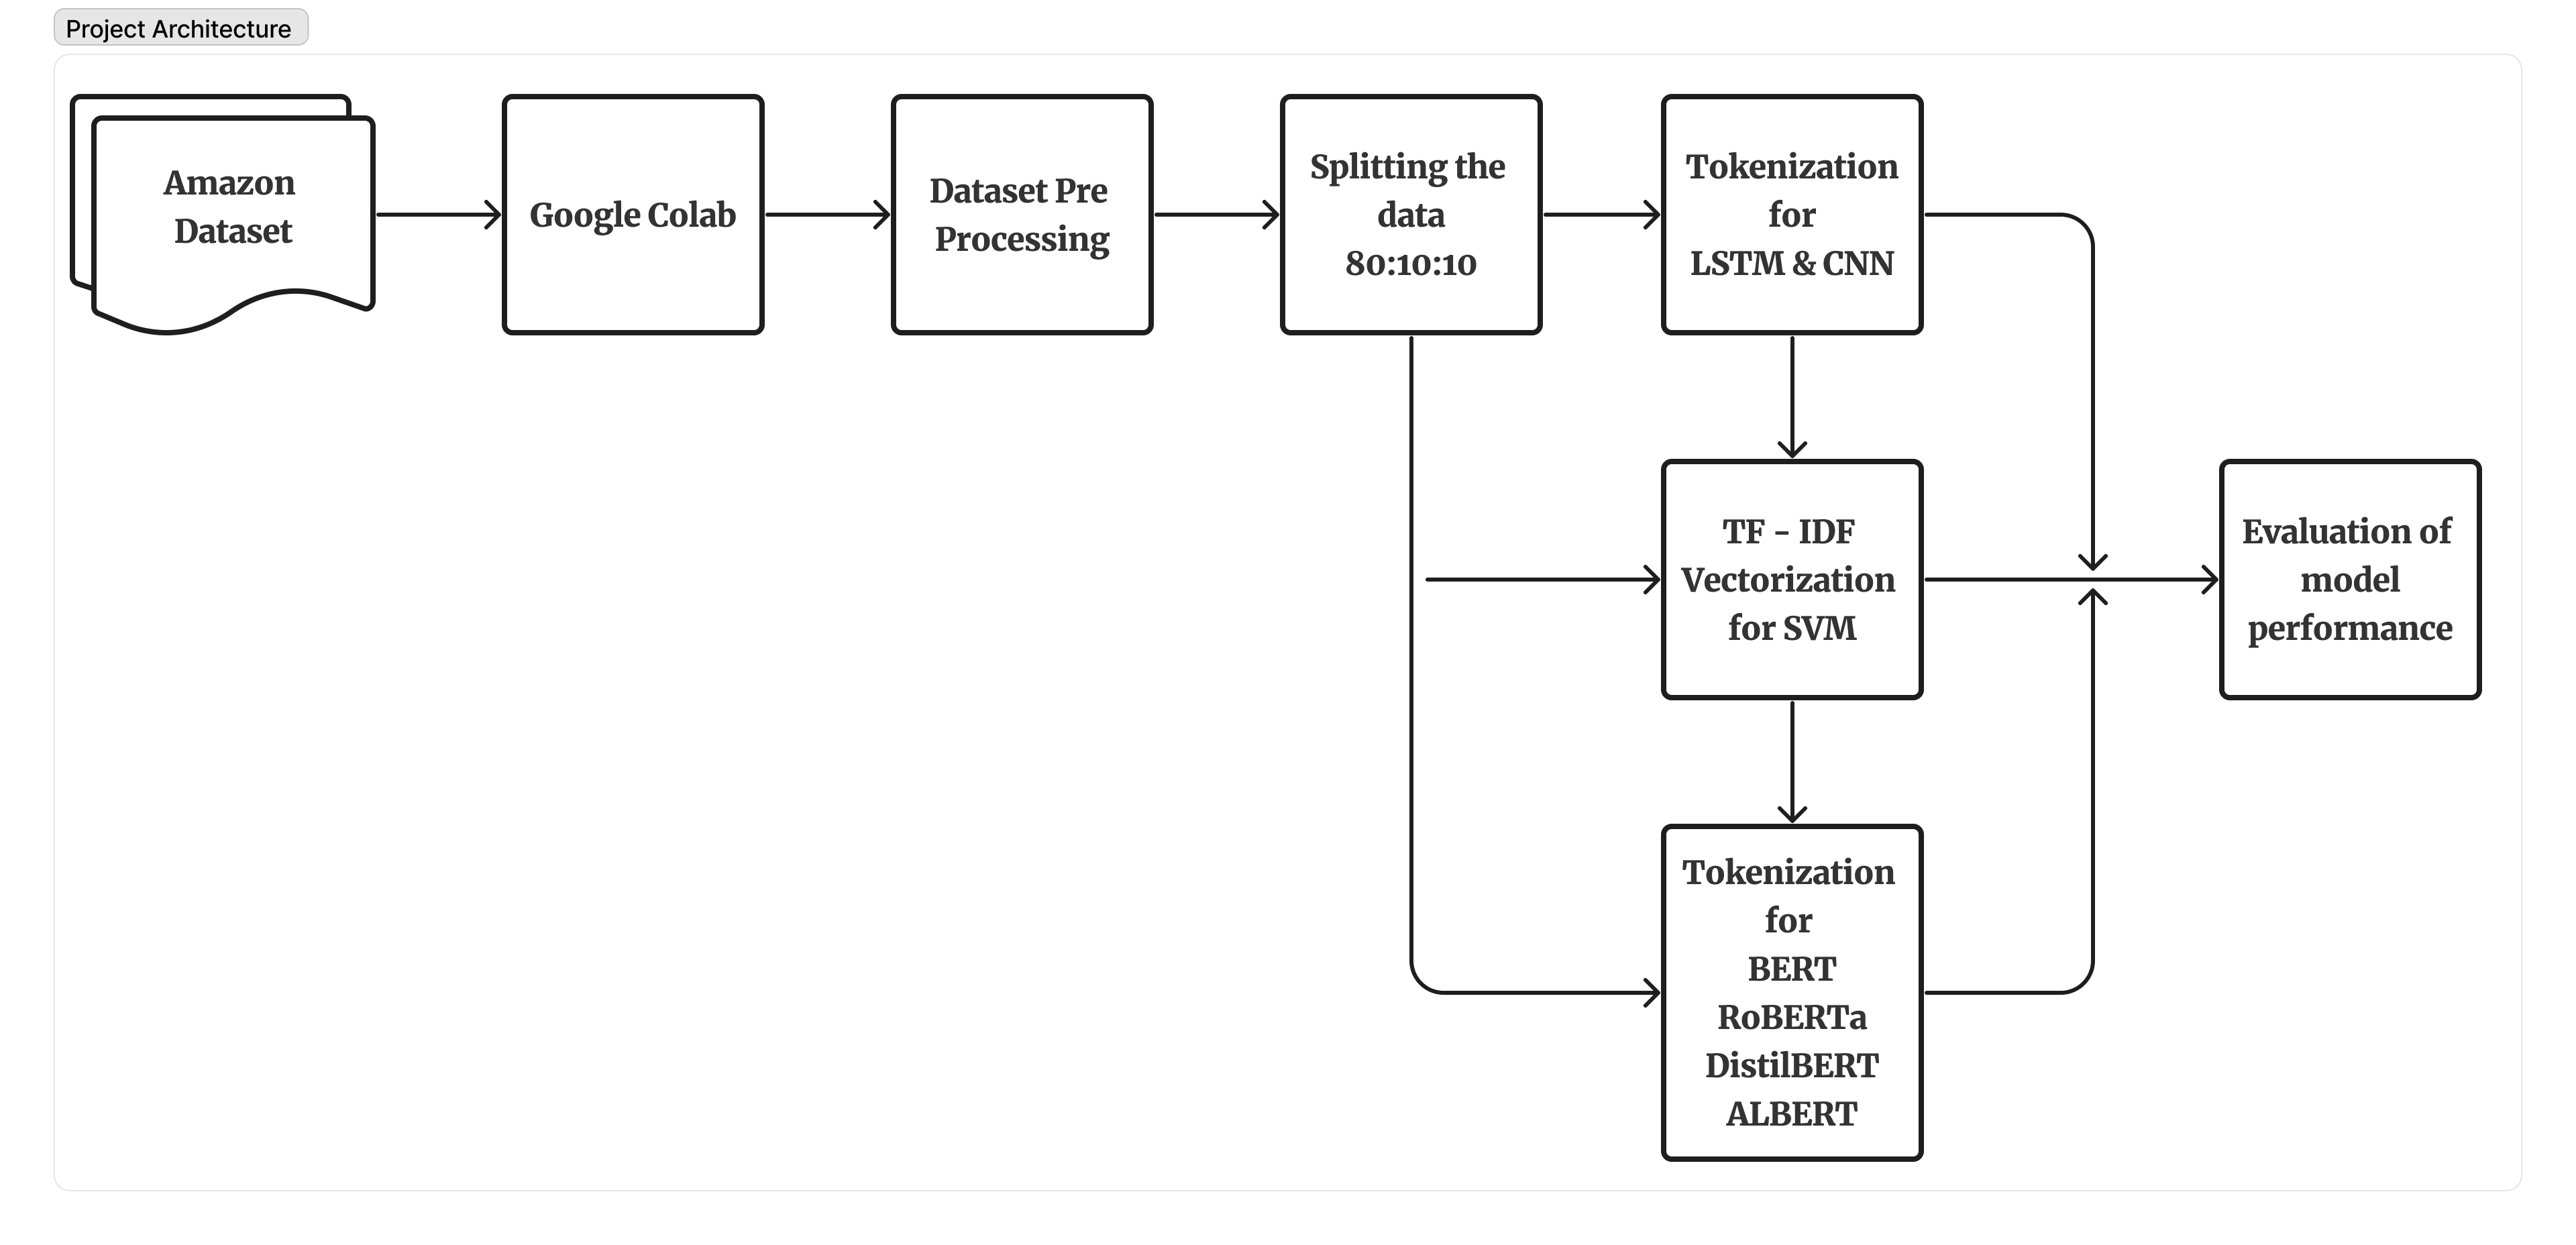 Project Architecture
Amazon
Dataset
Google Colab
Dataset Pre
Processing
Splitting the
data
80:10:10
Tokenization
for
LSTM & CNN
TF - IDF
Vectorization
for SVM
Evaluation of
model
performance
Tokenization
for
BERT
RoBERTa
DistilBERT
ALBERT